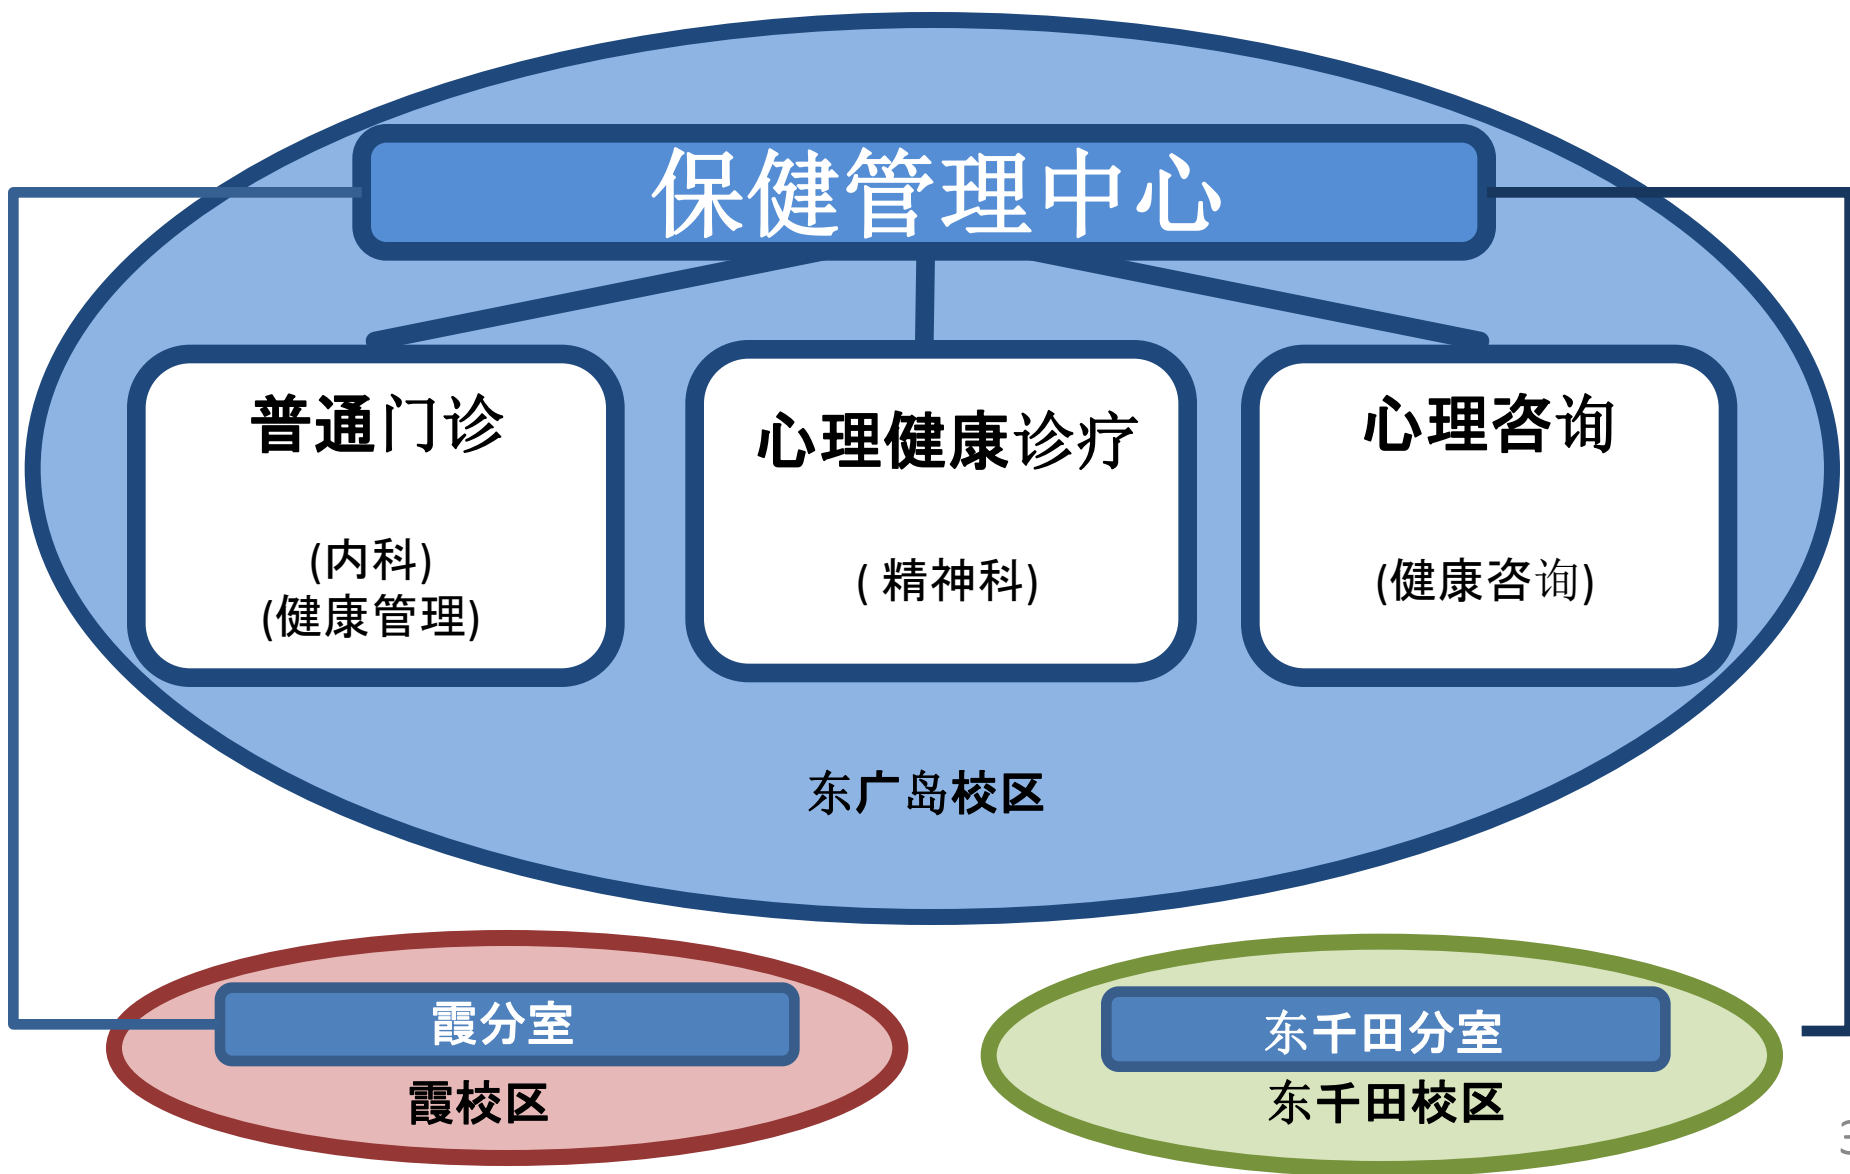 保健管理中心
普通门诊
(内科)
(健康管理)
心理健康诊疗
( 精神科)
心理咨询
(健康咨询)
东广岛校区
霞分室
霞校区
东千田分室
东千田校区